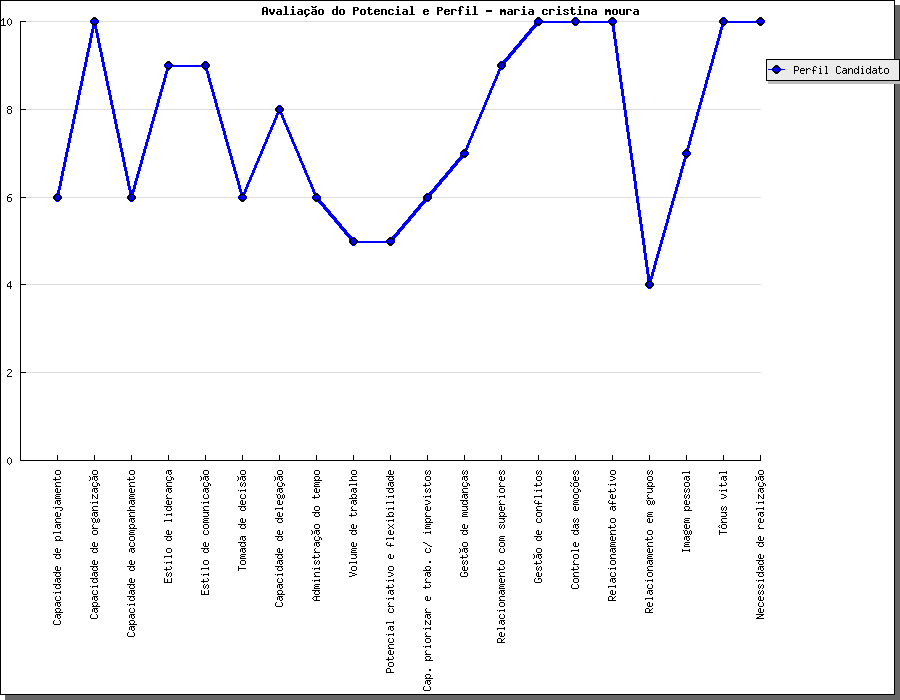 Avaliação do Potencial e Perfil - maria cristina moura
Perfil Candidato
10
8
6
4
2
0
Capacidade de planejamento
Capacidade de organização
Capacidade de acompanhamento
Estilo de liderança
Estilo de comunicação
Tomada de decisão
Capacidade de delegação
Administração do tempo
Volume de trabalho
Potencial criativo e flexibilidade
Cap. priorizar e trab. c/ imprevistos
Gestão de mudanças
Relacionamento com superiores
Gestão de conflitos
Controle das emoções
Relacionamento afetivo
Relacionamento em grupos
Imagem pessoal
Tônus vital
Necessidade de realização